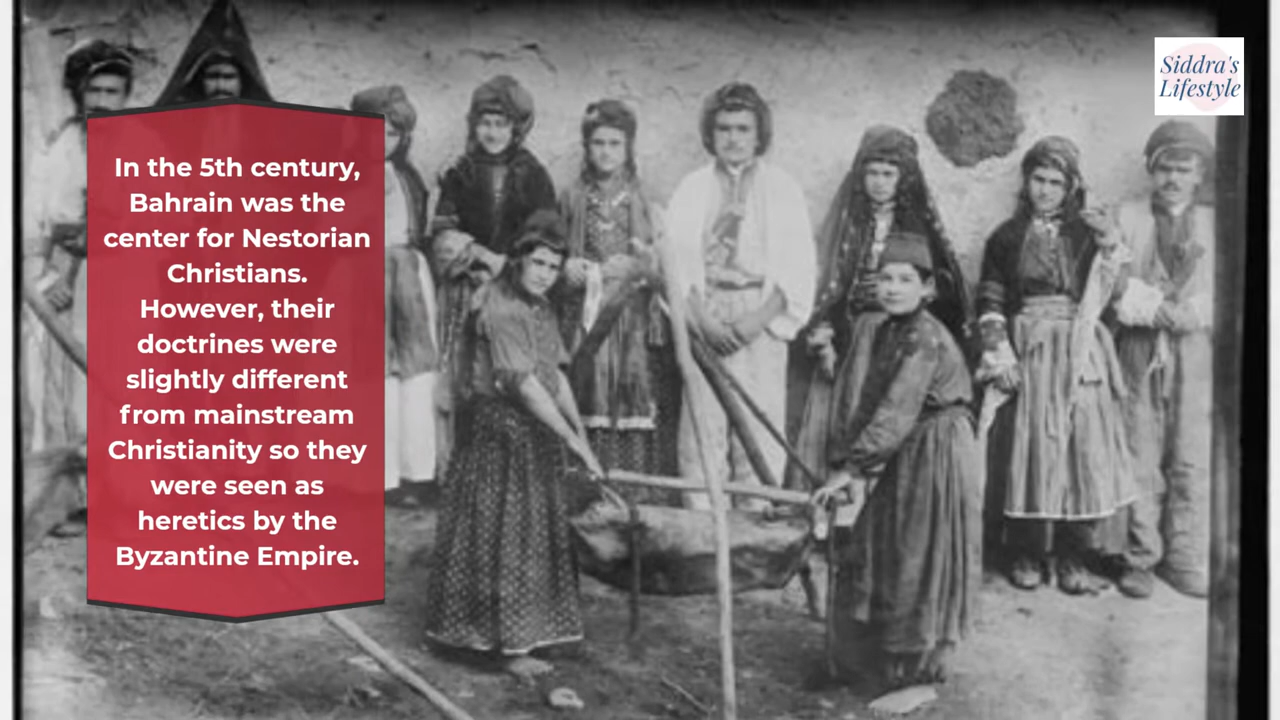 In the 5th century,
Bahrain was the
center for Nestorian
Christians.
However, their
doctrines were
slightly different
from mainstream
Christianity so they
were seen as
heretics by the
Byzantine Empire.
Siddra's
Lifestyle